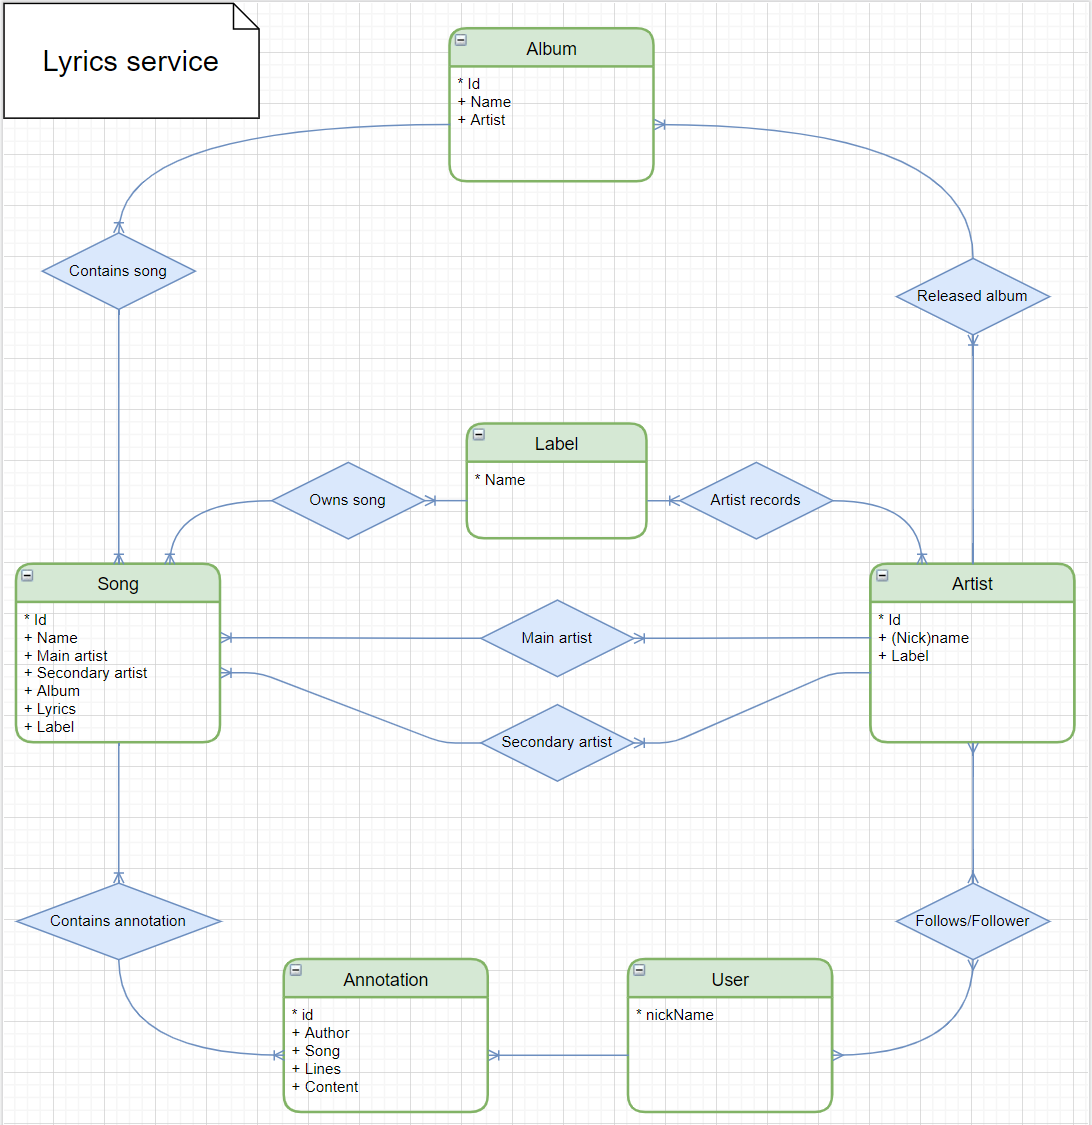 Lyrics service
Album
* Id
+ Name
+ Artist
Contains song
Released album
Label
* Name
Owns song
Artist records
Song
* Id
+ Name
+ Main artist
+ Secondary artist
+ Album
+ Lyrics
+ Label
Main artist
Secondary artist
Artist
* Id
+ (Nick)name
+ Label
Contains annotation
Follows/Follower
Annotation
* id
+ Author
+ Song
+ Lines
+ Content
User
* nickName